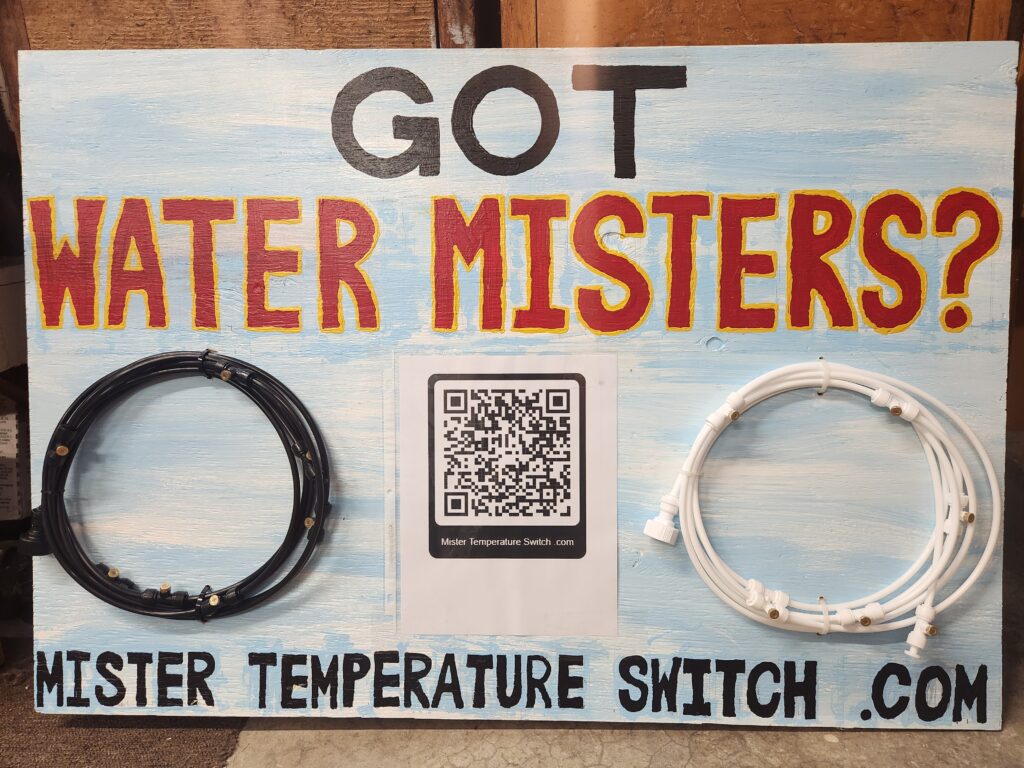 GOT
WATER MISTERS?
Mister Temperature Switch .com
MISTER TEMPERATURE SWITCH .COM